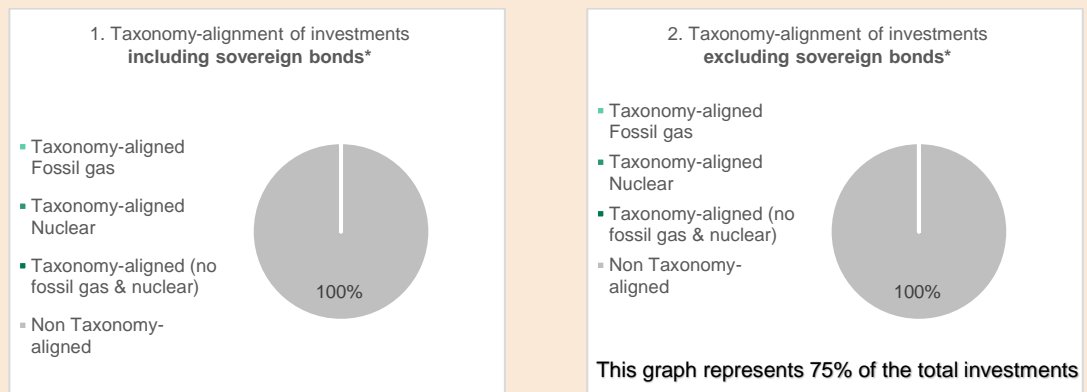 1. Taxonomy-alignment of investments
including sovereign bonds*
Taxonomy-aligned
Fossil gas
Taxonomy-aligned
Nuclear
Taxonomy-aligned (no
fossil gas & nuclear)
Non Taxonomy-
aligned
100%
2. Taxonomy-alignment of investments
excluding sovereign bonds*
Taxonomy-aligned
Fossil gas
Taxonomy-aligned
Nuclear
Taxonomy-aligned (no
fossil gas & nuclear)
Non Taxonomy-
aligned
100%
This graph represents 75% of the total investments